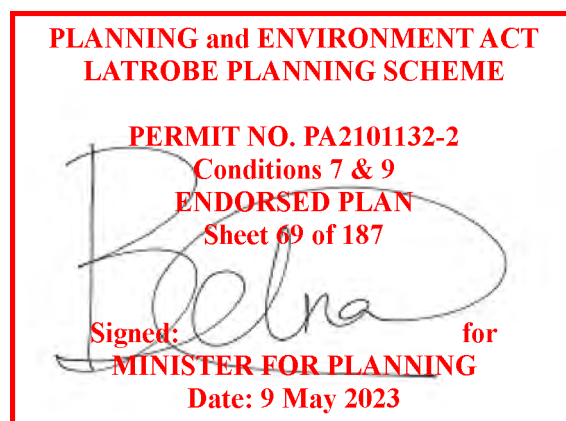 PLANNING and ENVIRONMENT ACT
LATROBE PLANNING SCHEME
PERMIT NO. PA2101132-2
Conditions 7 & 9
ENDORSED PLAN
Sheet 69 of 187
Signed: for
MINISTER FOR PLANNING
Date: 9 May 2023